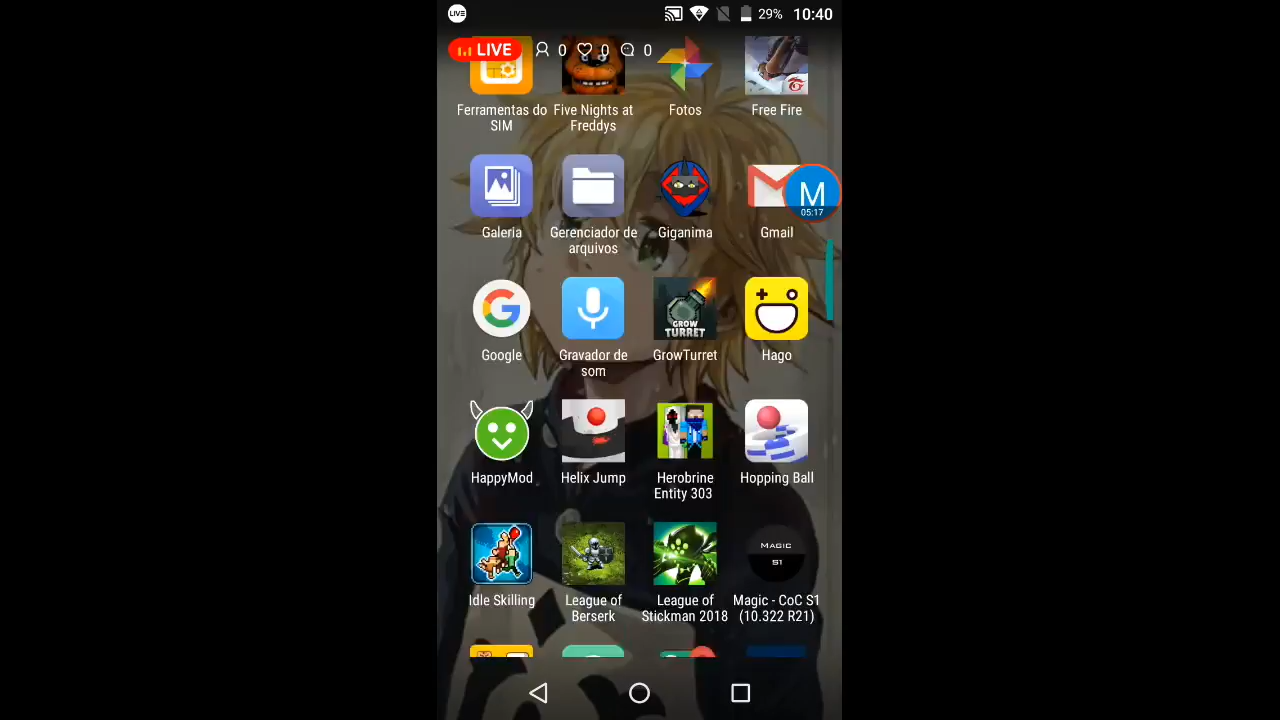 LIVE
29% 10:40
LIVE 0 0 0
Ferramentas do
SIM
Five Nights at
Freddys
Fotos
Free Fire
Galeria
Gerenciador de
arquivos
Giganima
Gmail
M
05:17
Google
Gravador de
som
GROW
TURRET
GrowTurret
Hago
HappyMod
Helix Jump
Herobrine
Entity 303
Hopping Ball
Idle Skilling
League of
Berserk
League of
Stickman 2018
MAGIC
S1
Magic - CoC S1
(10.322 R21)